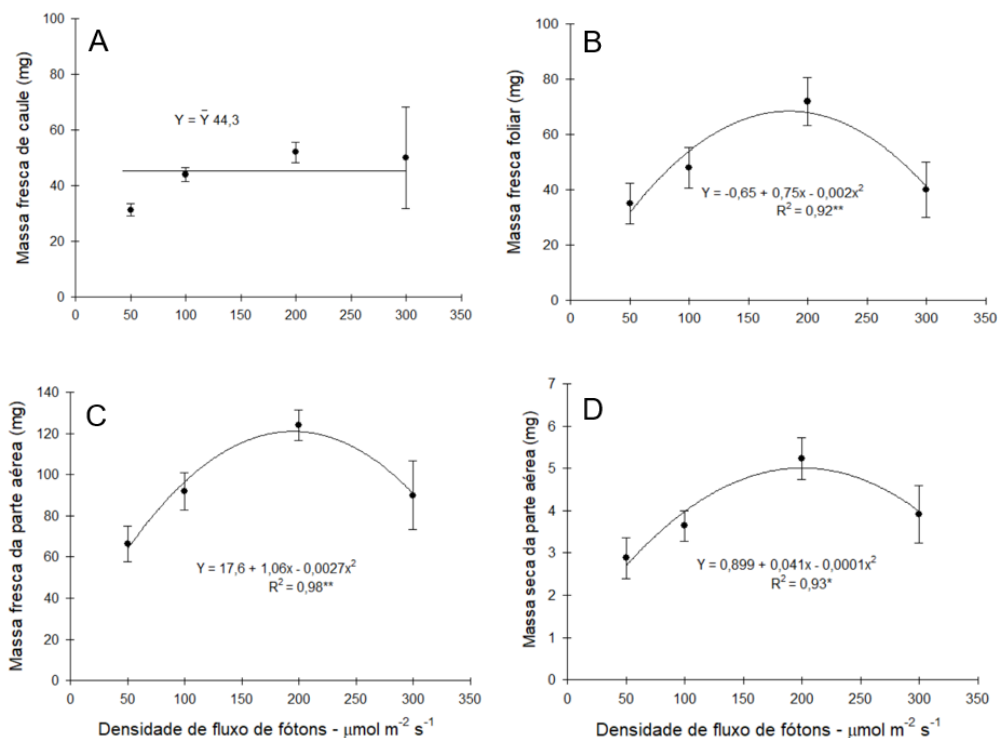 A
Massa fresca de caule (mg)
100
80
60
40
20
0
Y = Ȳ 44,3
0 50 100 150 200 250 300 350
B
Massa fresca foliar (mg)
100
80
60
40
20
0
Y = -0,65 + 0,75x - 0,002x²
R² = 0,92**
0 50 100 150 200 250 300 350
C
Massa fresca da parte aérea (mg)
140
120
100
80
60
40
20
0
Y = 17,6 + 1,06x - 0,0027x²
R² = 0,98**
0 50 100 150 200 250 300 350
Densidade de fluxo de fótons - μmol m⁻² s⁻¹
D
Massa seca da parte aérea (mg)
7
6
5
4
3
2
1
0
Y = 0,899 + 0,041x - 0,0001x²
R² = 0,93*
0 50 100 150 200 250 300 350
Densidade de fluxo de fótons - μmol m⁻² s⁻¹